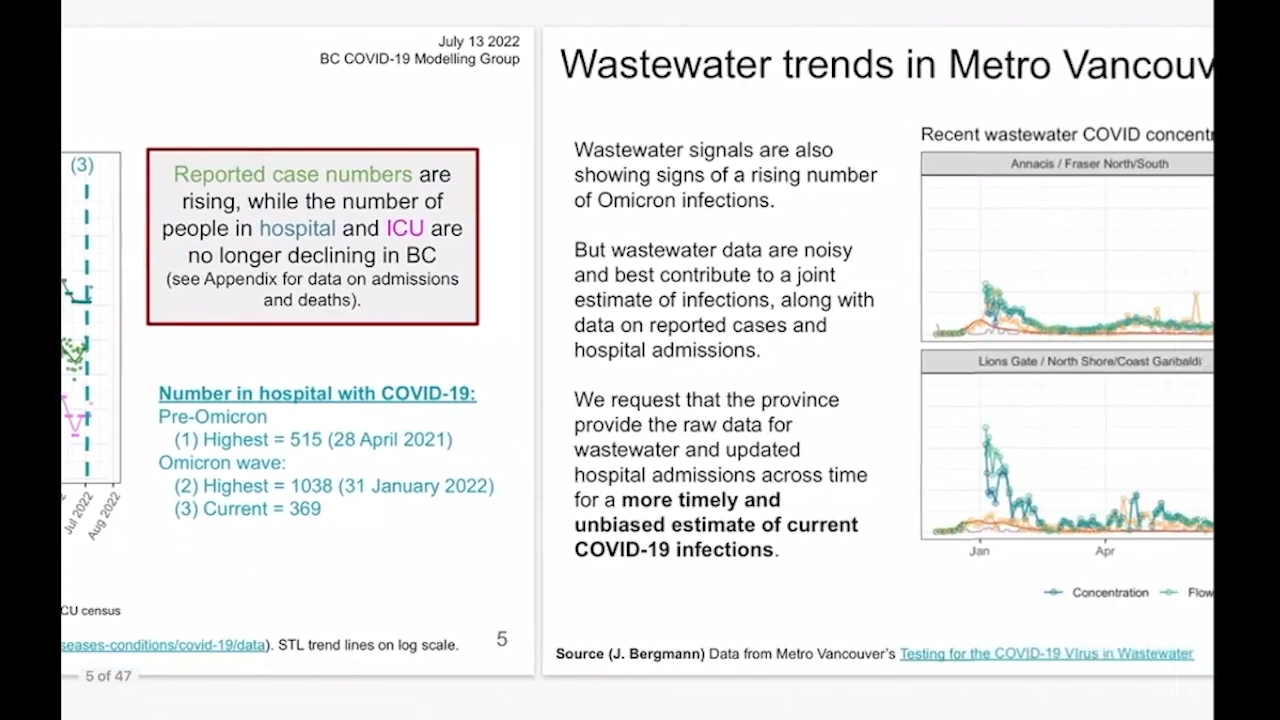 July 13 2022
BC COVID-19 Modelling Group
(3)
Reported case numbers are
rising, while the number of
people in hospital and ICU are
no longer declining in BC
(see Appendix for data on admissions
and deaths).
Number in hospital with COVID-19:
Pre-Omicron
(1) Highest = 515 (28 April 2021)
Omicron wave:
(2) Highest = 1038 (31 January 2022)
(3) Current = 369
Jul 2022
Aug 2022
CU census
seases-conditions/covid-19/data). STL trend lines on log scale.
5
5 of 47
Wastewater trends in Metro Vancouv
Wastewater signals are also
showing signs of a rising number
of Omicron infections.
But wastewater data are noisy
and best contribute to a joint
estimate of infections, along with
data on reported cases and
hospital admissions.
We request that the province
provide the raw data for
wastewater and updated
hospital admissions across time
for a more timely and
unbiased estimate of current
COVID-19 infections.
Recent wastewater COVID concentr
Annacis / Fraser North/South
Lions Gate / North Shore/Coast Garibaldi
Jan Apr
Concentration Flow
Source (J. Bergmann) Data from Metro Vancouver's Testing for the COVID-19 VIrus in Wastewater